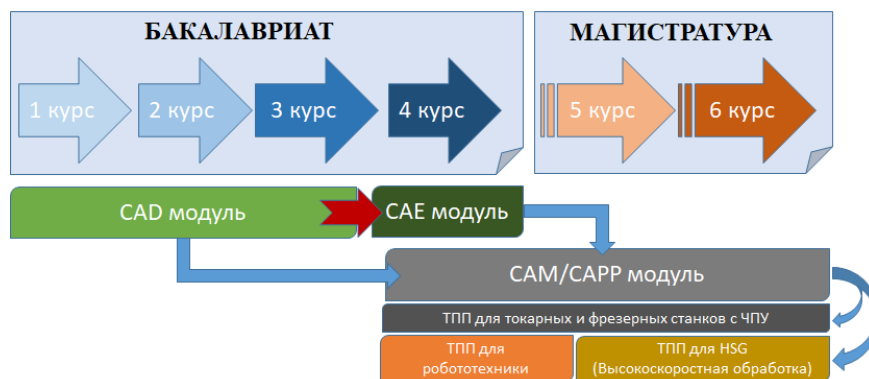 БАКАЛАВРИАТ
МАГИСТРАТУРА
1 курс
2 курс
3 курс
4 курс
5 курс
6 курс
CAD модуль
CAE модуль
CAM/CAPP модуль
ТПП для токарных и фрезерных станков с ЧПУ
ТПП для
робототехники
ТПП для HSG
(Высокоскоростная обработка)